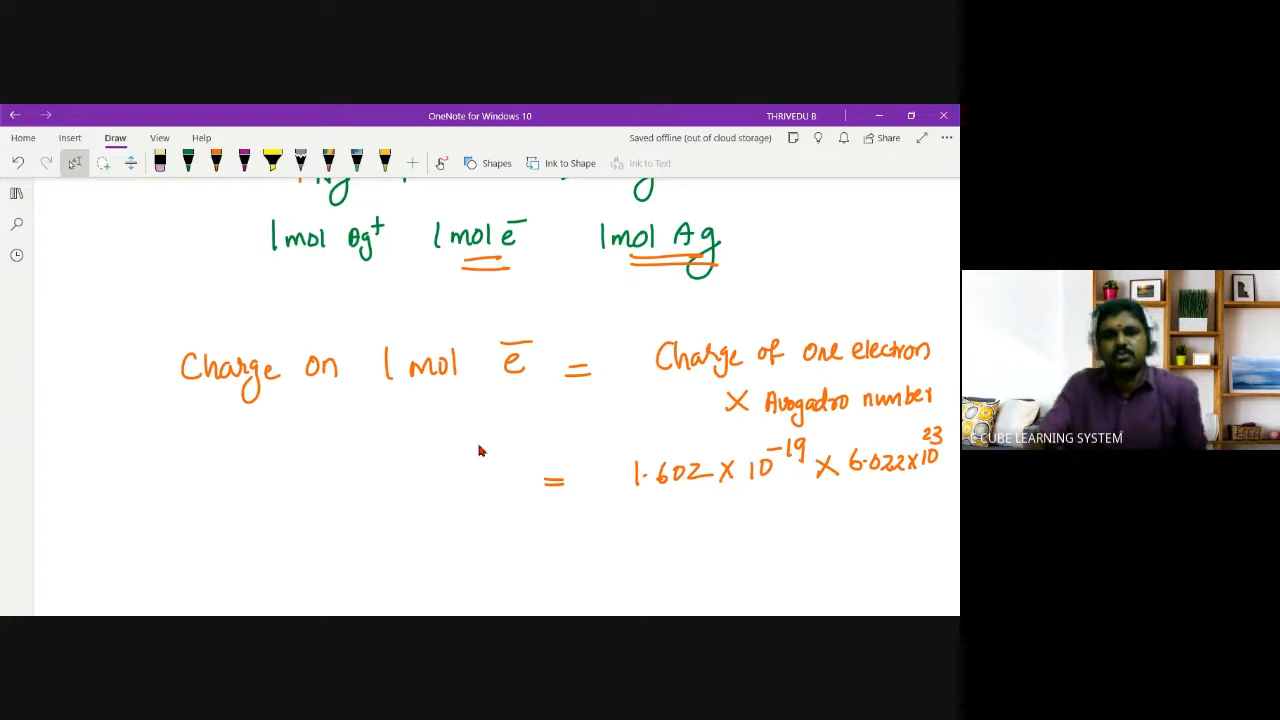 OneNote for Windows 10
THRIVEDU B
Home Insert Draw View Help
Saved offline (out of cloud storage)
Share
Shapes
Ink to Shape
Ink to Text
1 mol Ag⁺ 1 mol e⁻ 1 mol Ag
Charge on 1 mol e⁻ = Charge of one electron
× Avogadro number
= 1.602 × 10⁻¹⁹ × 6.022 × 10²³
C CUBE LEARNING SYSTEM